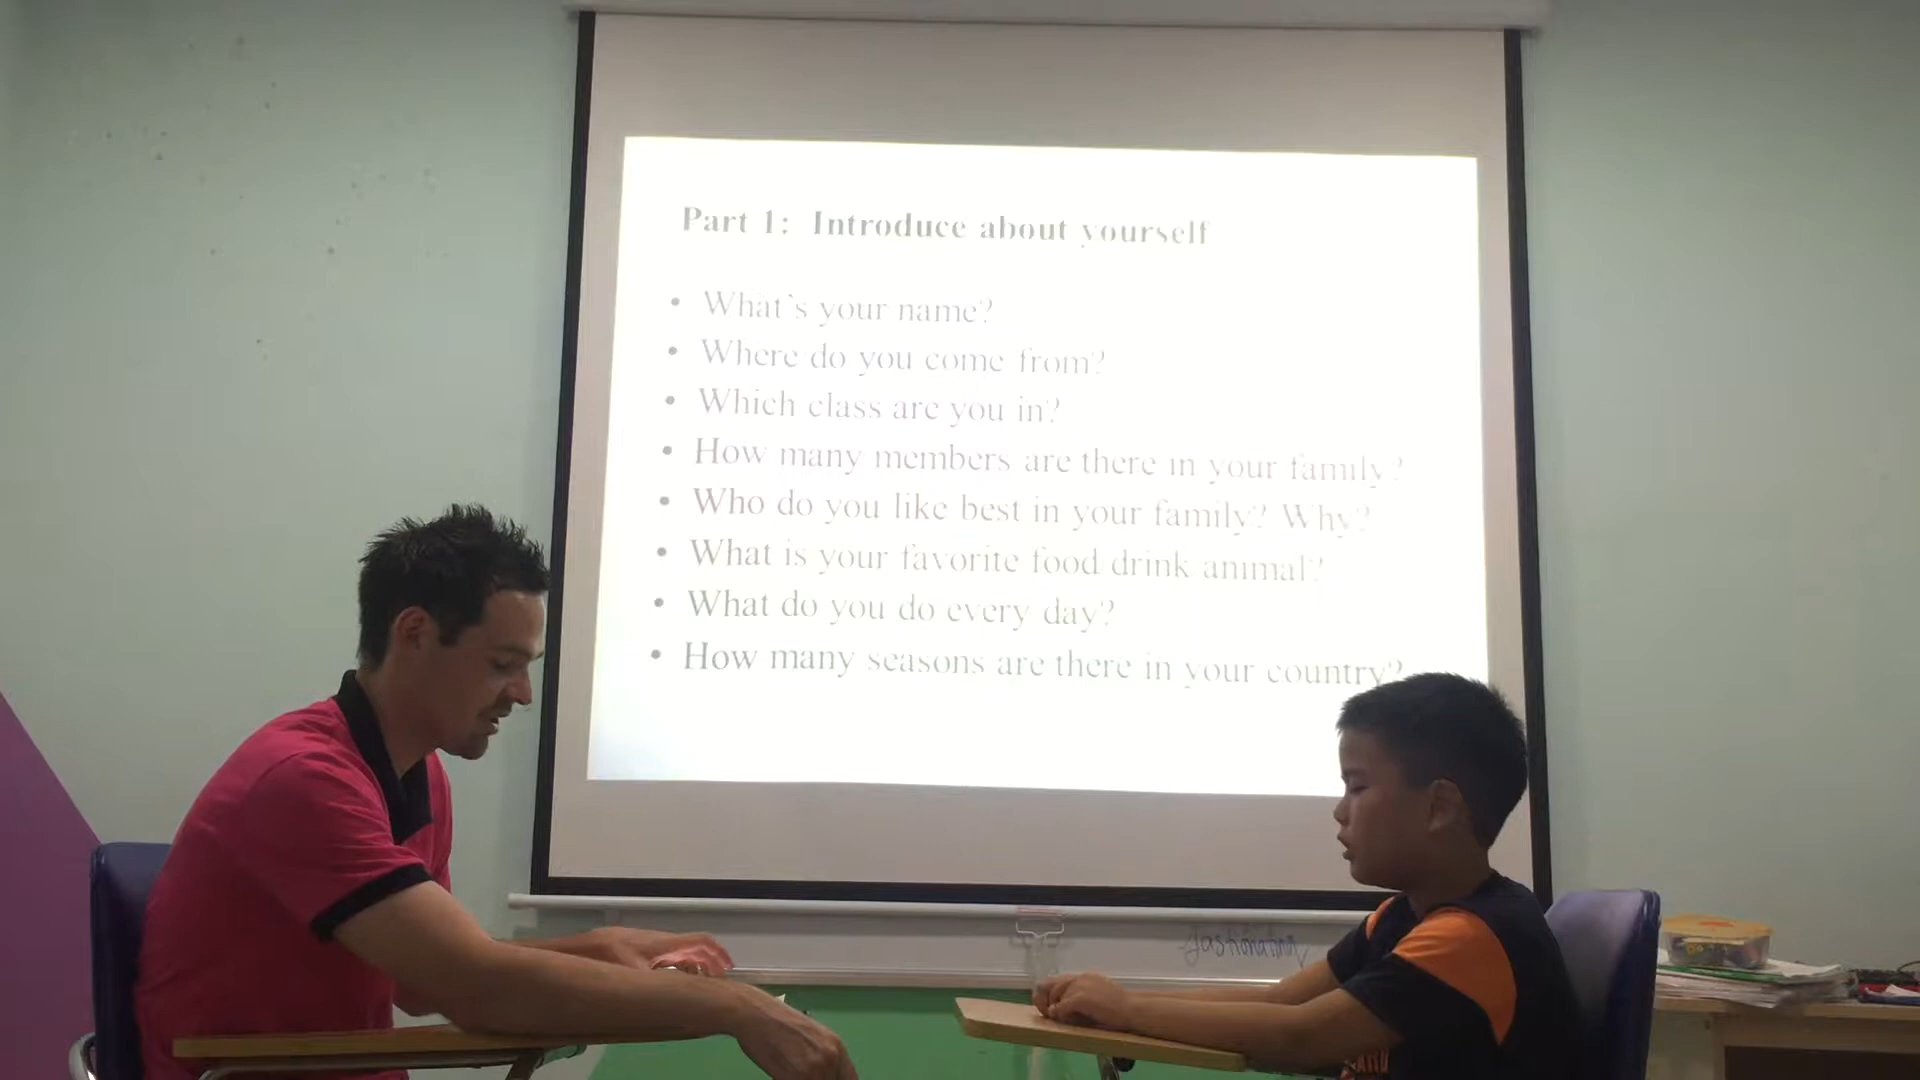 Part 1: Introduce about yourself
• What's your name?
• Where do you come from?
• Which class are you in?
• How many members are there in your family?
• Who do you like best in your family? Why?
• What is your favorite food drink animal?
• What do you do every day?
• How many seasons are there in your country?